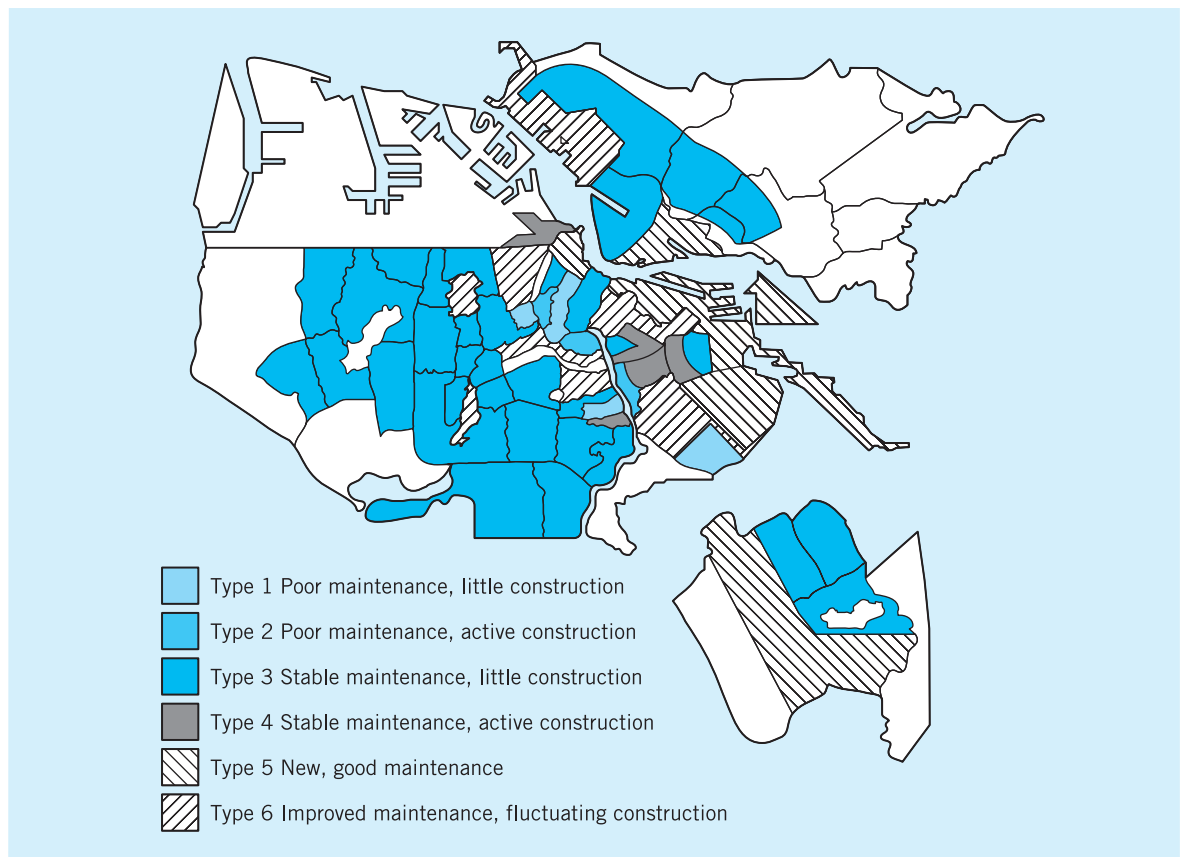 Type 1 Poor maintenance, little construction
Type 2 Poor maintenance, active construction
Type 3 Stable maintenance, little construction
Type 4 Stable maintenance, active construction
Type 5 New, good maintenance
Type 6 Improved maintenance, fluctuating construction